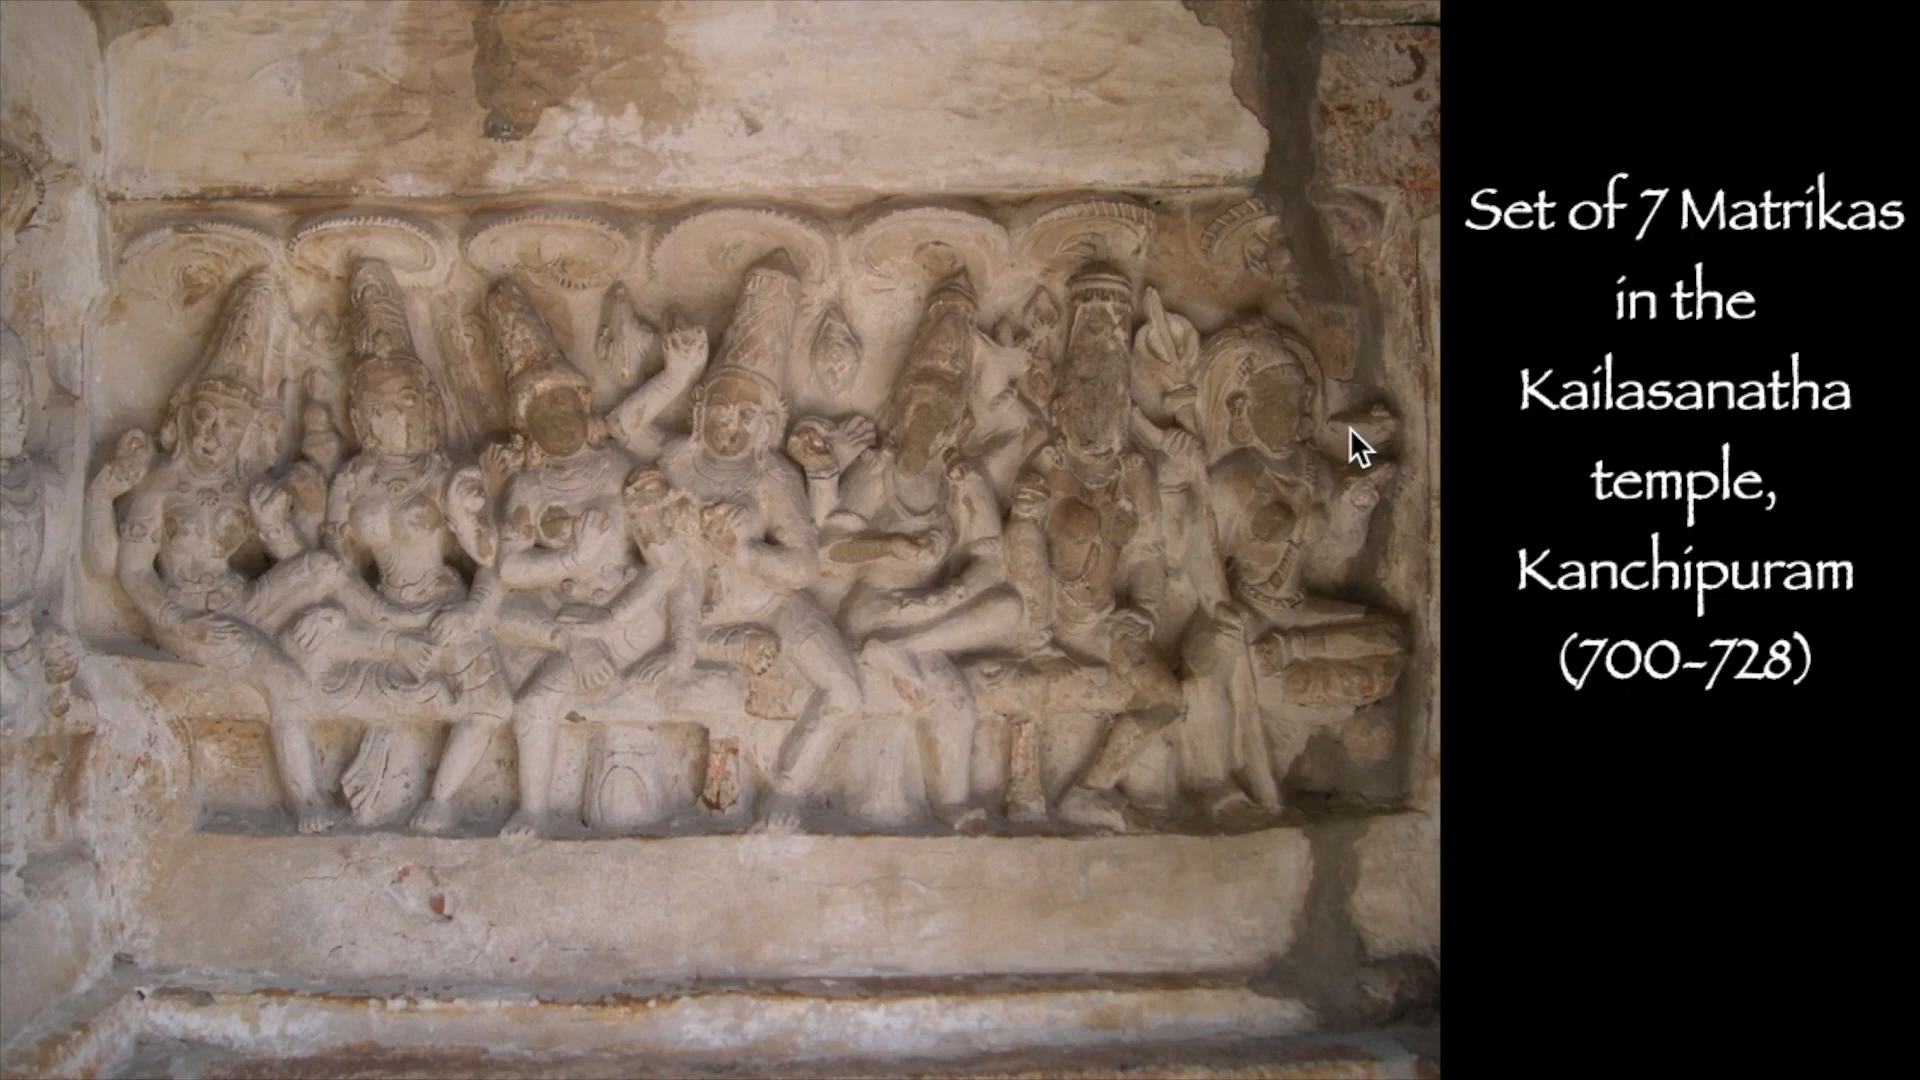 Set of 7 Matrikas
in the
Kailasanatha
temple,
Kanchipuram
(700-728)